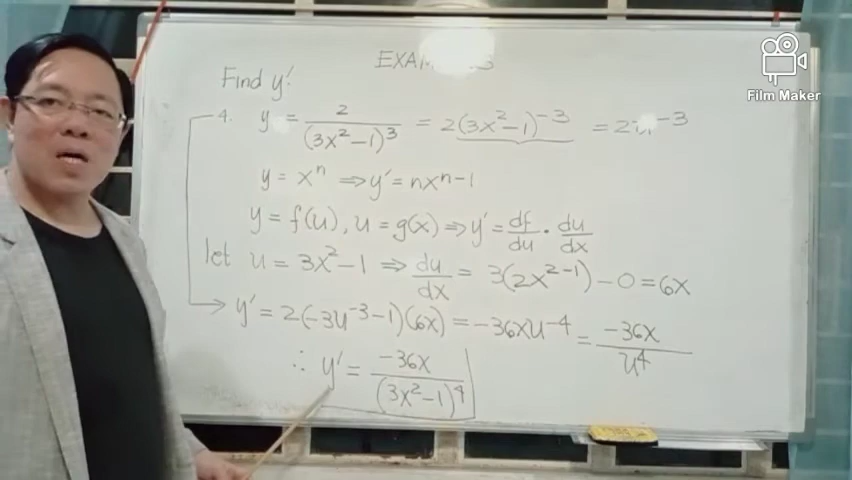 Find y'
Film Maker
4. y = 2/(3x²-1)³ = 2(3x²-1)⁻³ = 2u⁻³
y = xⁿ ⇒ y' = nxⁿ⁻¹
y = f(u), u = g(x) ⇒ y' = df/du · du/dx
let u = 3x²-1 ⇒ du/dx = 3(2x²⁻¹) - 0 = 6x
y' = 2(-3u⁻³⁻¹)(6x) = -36xu⁻⁴ = -36x/u⁴
∴ y' = -36x/(3x²-1)⁴